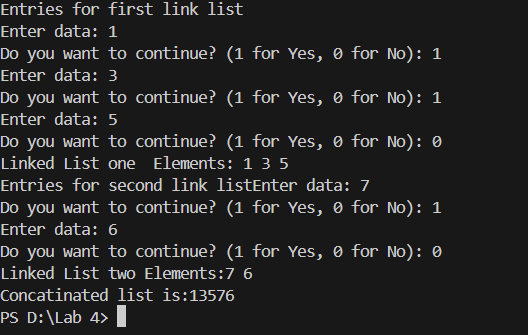 Entries for first link list
Enter data: 1
Do you want to continue? (1 for Yes, 0 for No): 1
Enter data: 3
Do you want to continue? (1 for Yes, 0 for No): 1
Enter data: 5
Do you want to continue? (1 for Yes, 0 for No): 0
Linked List one  Elements: 1 3 5
Entries for second link listEnter data: 7
Do you want to continue? (1 for Yes, 0 for No): 1
Enter data: 6
Do you want to continue? (1 for Yes, 0 for No): 0
Linked List two Elements:7 6
Concatinated list is:13576
PS D:\Lab 4>